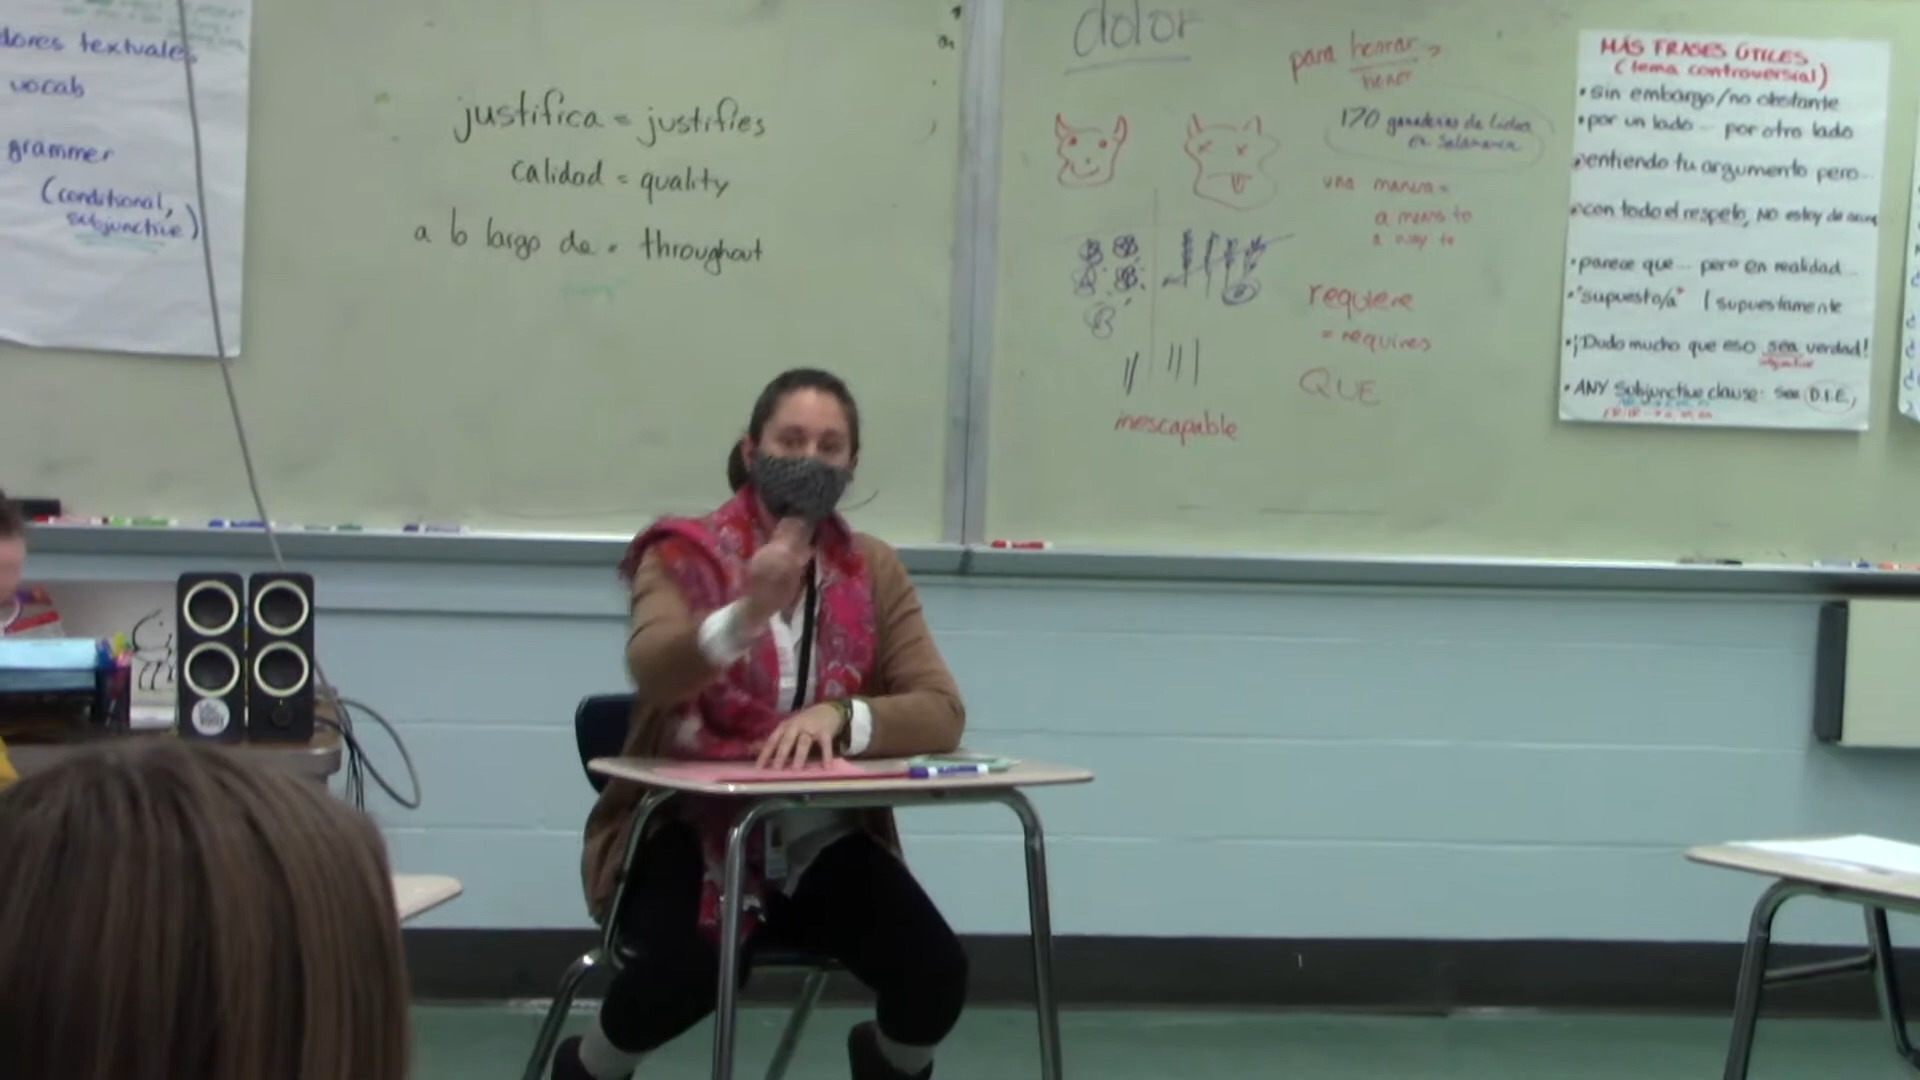 dores textuales
vocab
grammer
(conditional,
subjunctive)
justifica = justifies
calidad = quality
a lo largo de = throughout
dolor
para honrar
honor
170 ganaderos de lidia
en Salamanca
una manera =
a means to
a way to
requiere
= requires
QUE
inescapable
MÁS FRASES ÚTILES
(tema controversial)
• sin embargo/no obstante
• por un lado... por otro lado
• entiendo tu argumento pero...
• con todo el respeto, NO estoy de
• parece que... pero en realidad...
• "supuesto/a" / supuestamente
• ¡Dudo mucho que eso sea verdad!
• ANY subjunctive clause: see D.I.E,